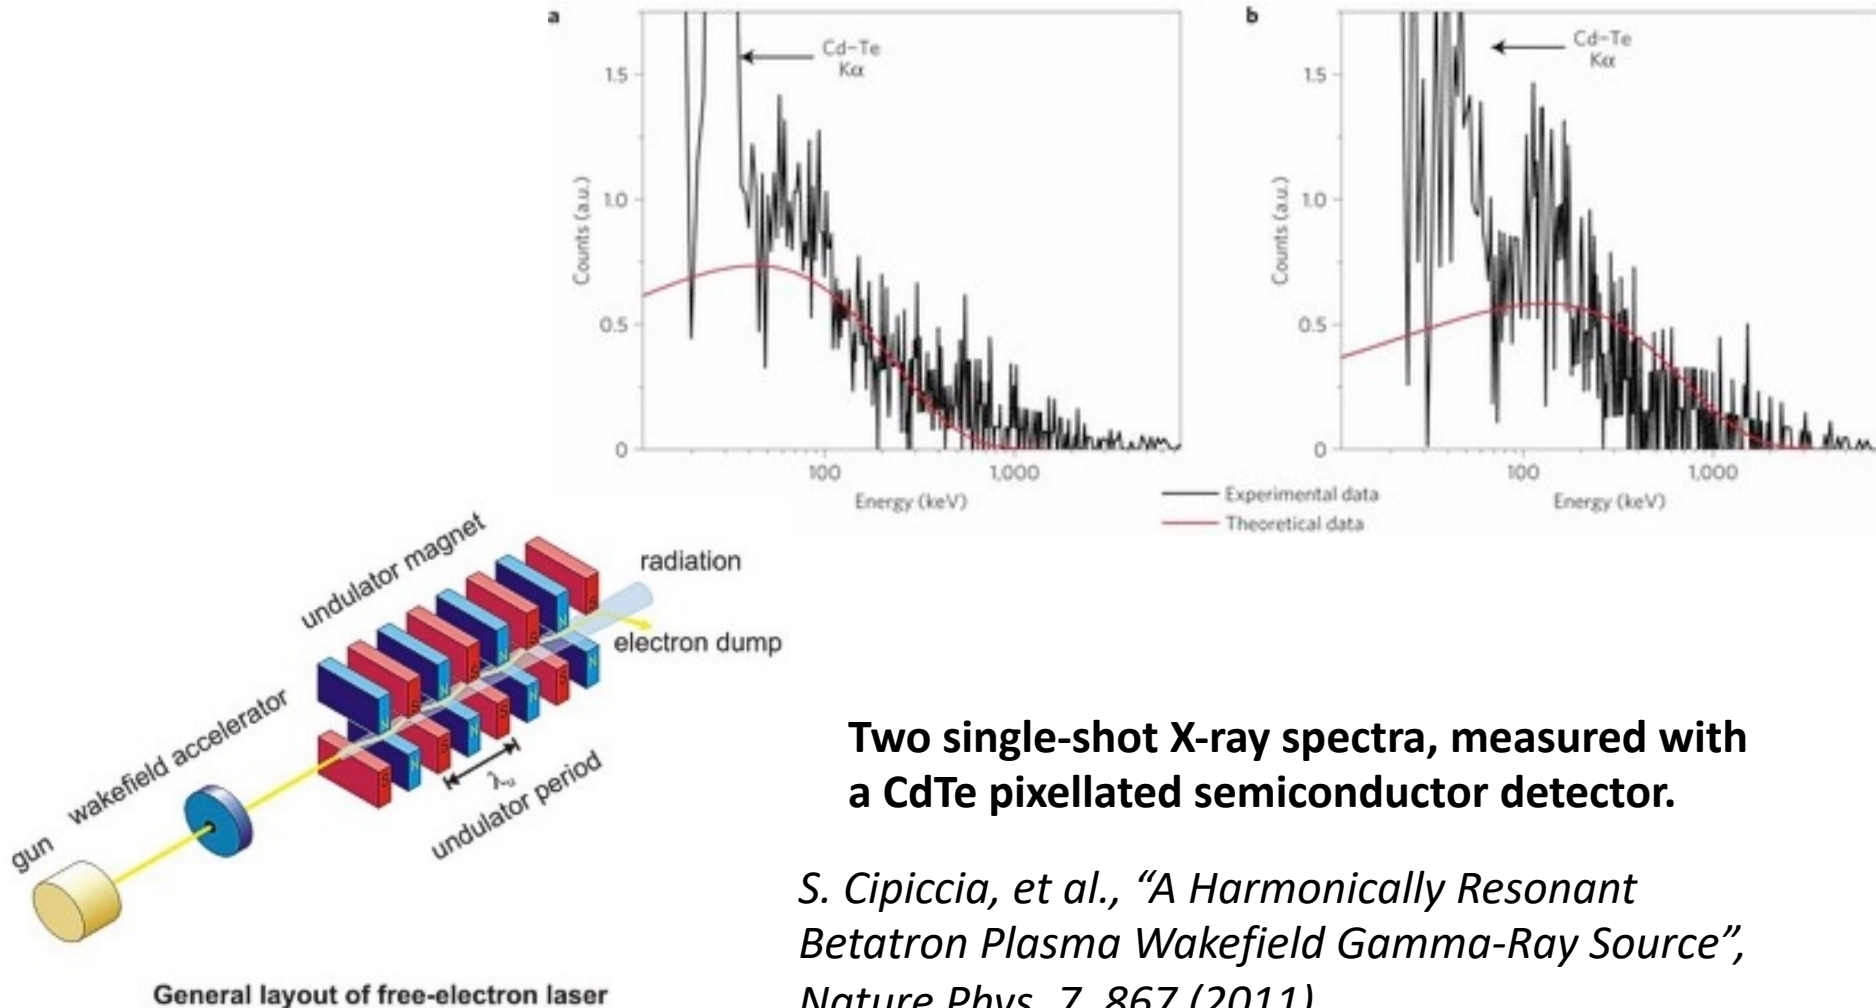 a
Cd–Te
Kα
1.5
1.0
0.5
0
Counts (a.u.)
100
1,000
Energy (keV)
b
Cd–Te
Kα
1.5
1.0
0.5
0
Counts (a.u.)
100
1,000
Energy (keV)
Experimental data
Theoretical data
undulator magnet
radiation
electron dump
wakefield accelerator
gun
λᵤ
undulator period
General layout of free-electron laser
Two single-shot X-ray spectra, measured with
a CdTe pixellated semiconductor detector.
S. Cipiccia, et al., “A Harmonically Resonant
Betatron Plasma Wakefield Gamma-Ray Source”,
Nature Phys. 7, 867 (2011)